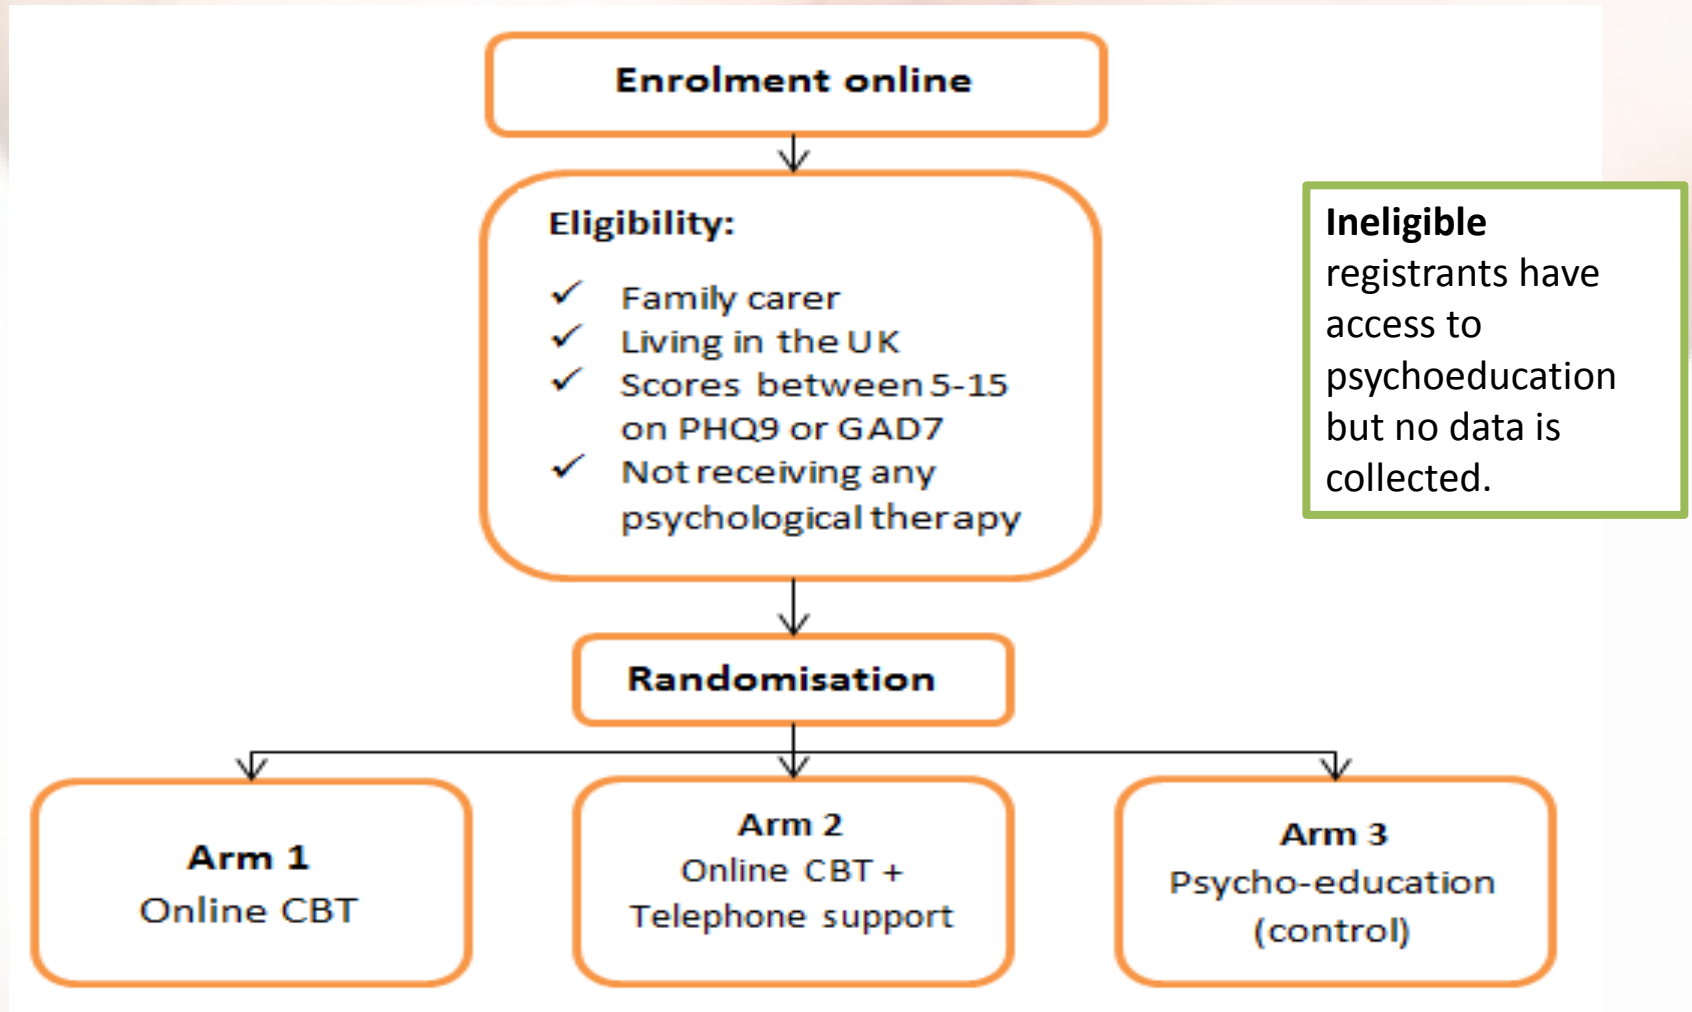 Enrolment online
Eligibility:
✓ Family carer
✓ Living in the UK
✓ Scores between 5-15
on PHQ9 or GAD7
✓ Not receiving any
psychological therapy
Ineligible
registrants have
access to
psychoeducation
but no data is
collected.
Randomisation
Arm 1
Online CBT
Arm 2
Online CBT +
Telephone support
Arm 3
Psycho-education
(control)